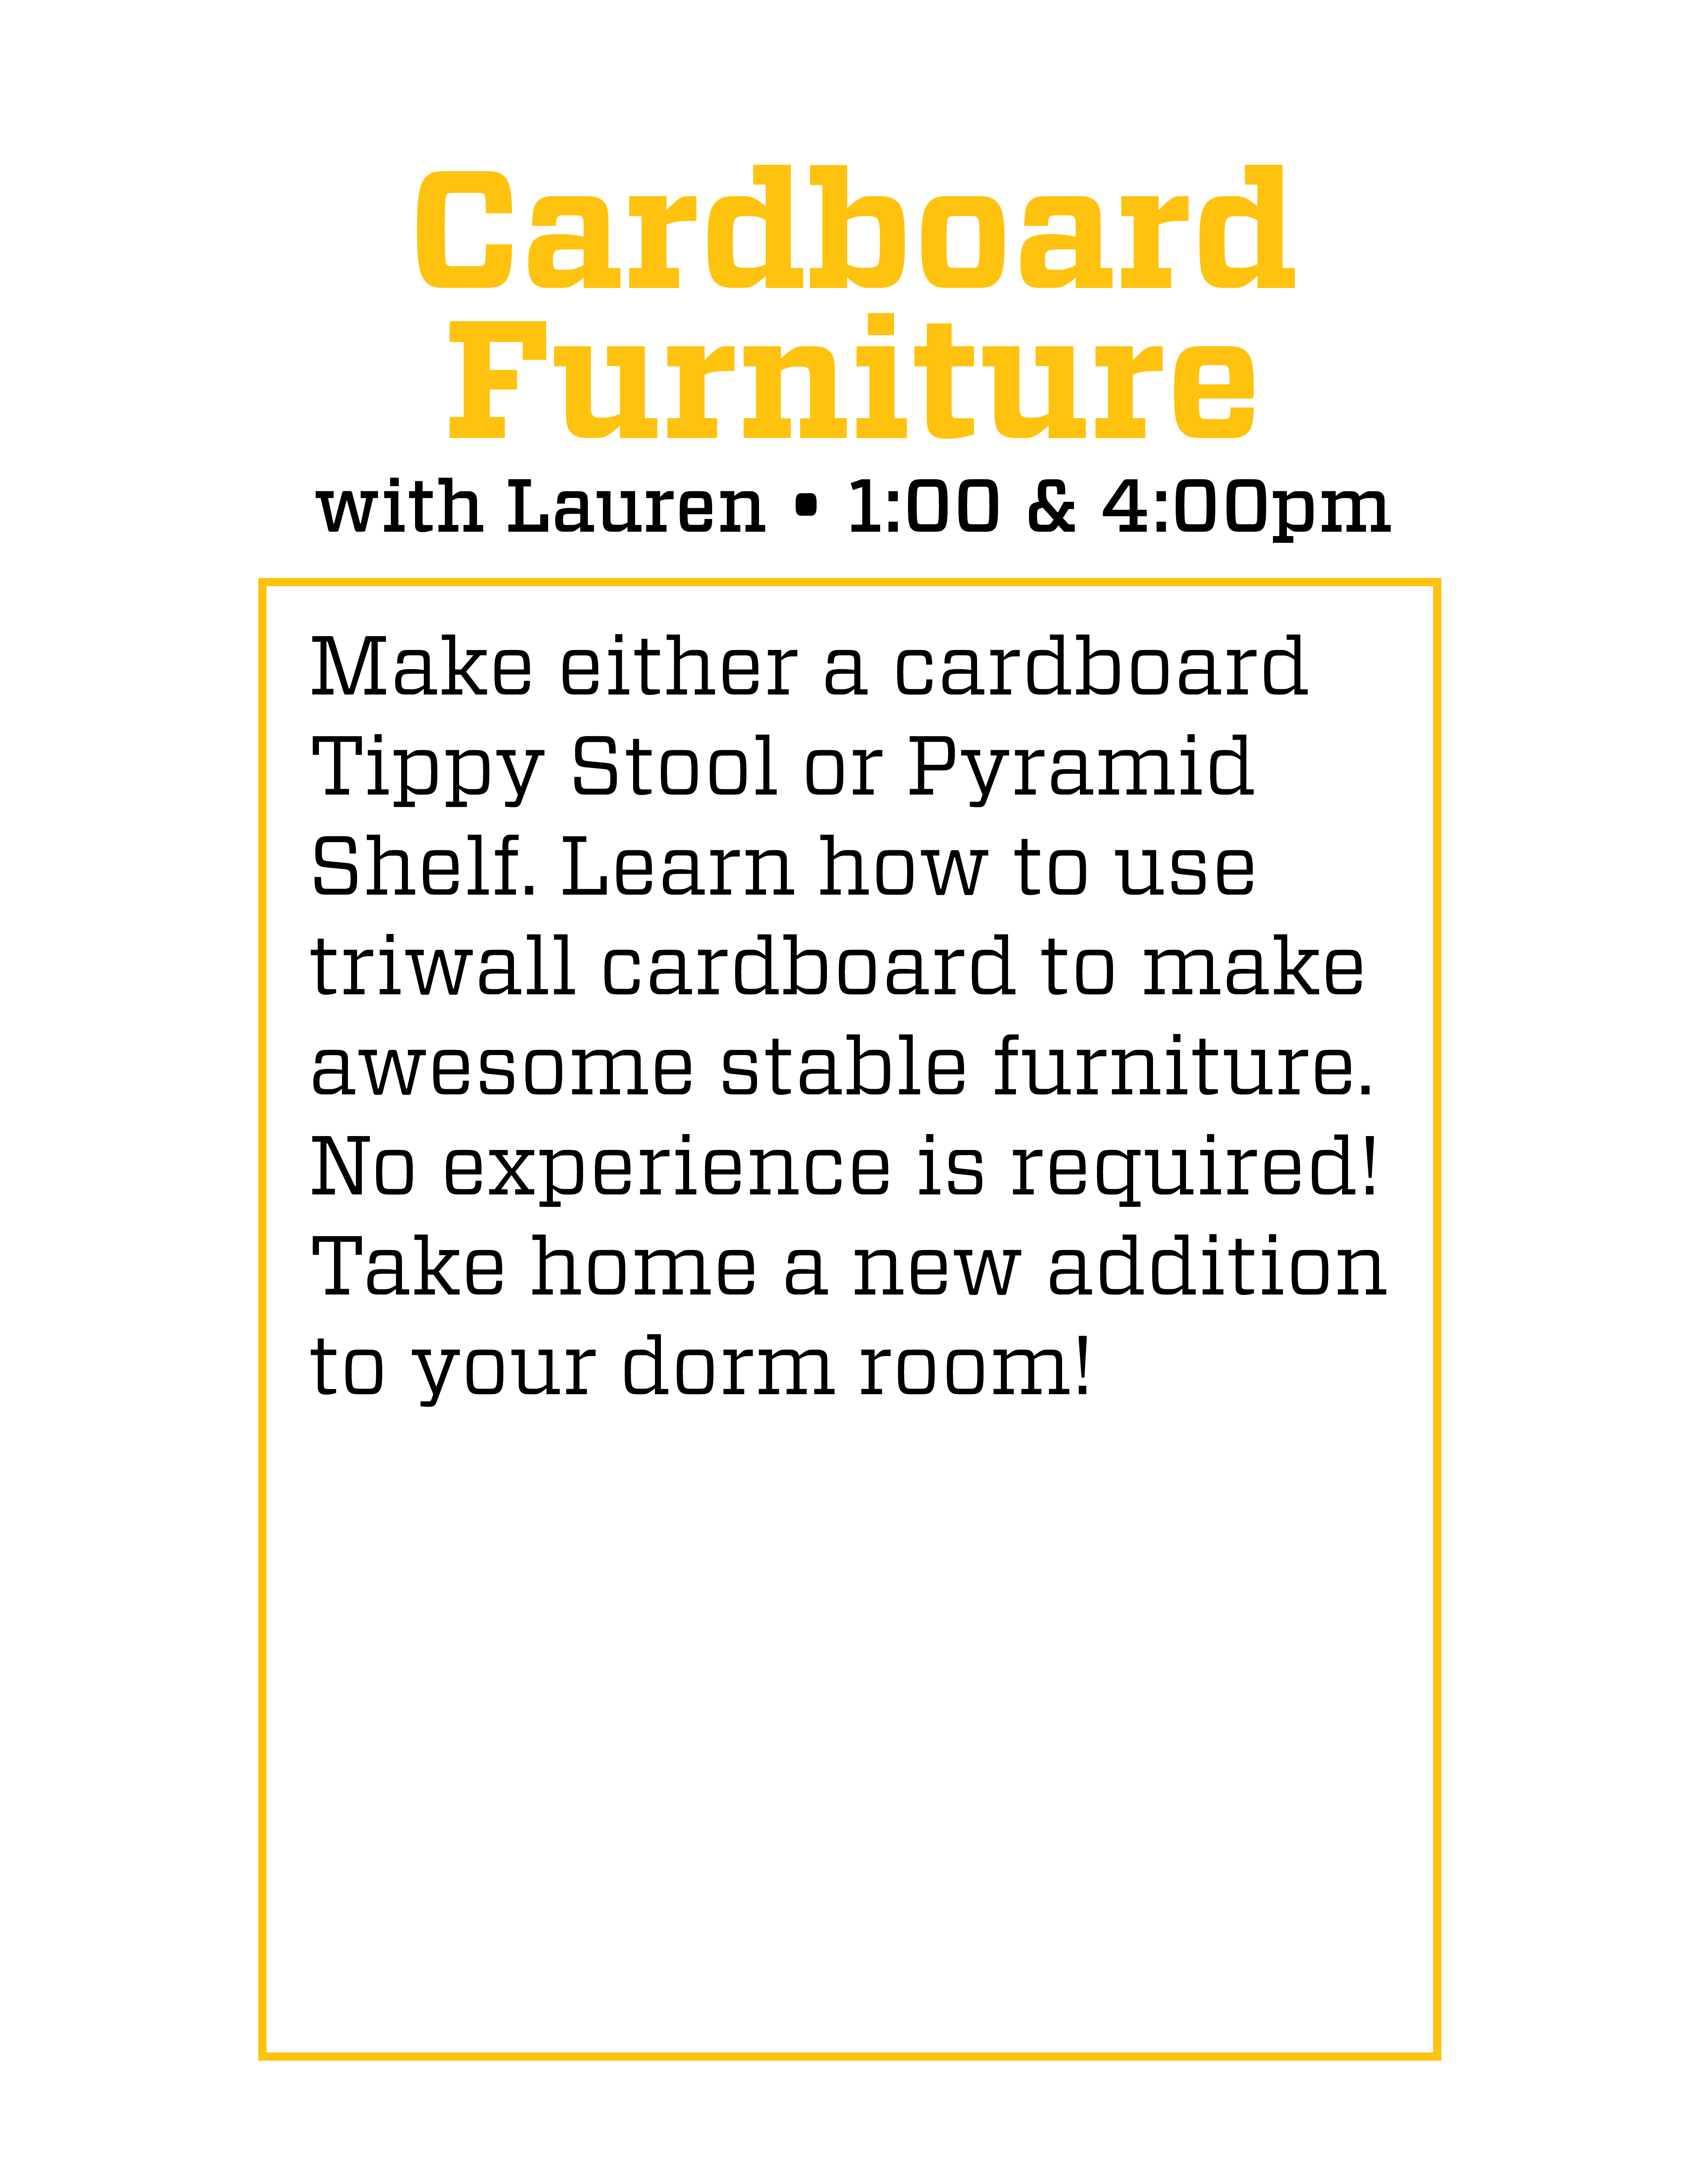 Cardboard
Furniture
with Lauren • 1:00 & 4:00pm
Make either a cardboard
Tippy Stool or Pyramid
Shelf. Learn how to use
triwall cardboard to make
awesome stable furniture.
No experience is required!
Take home a new addition
to your dorm room!